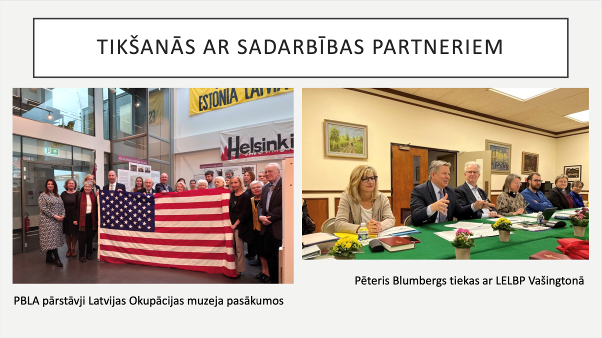 TIKŠANĀS AR SADARBĪBAS PARTNERIEM
ESTONIA LATVIA
Helsinki
PBLA pārstāvji Latvijas Okupācijas muzeja pasākumos
Pēteris Blumbergs tiekas ar LELBP Vašingtonā